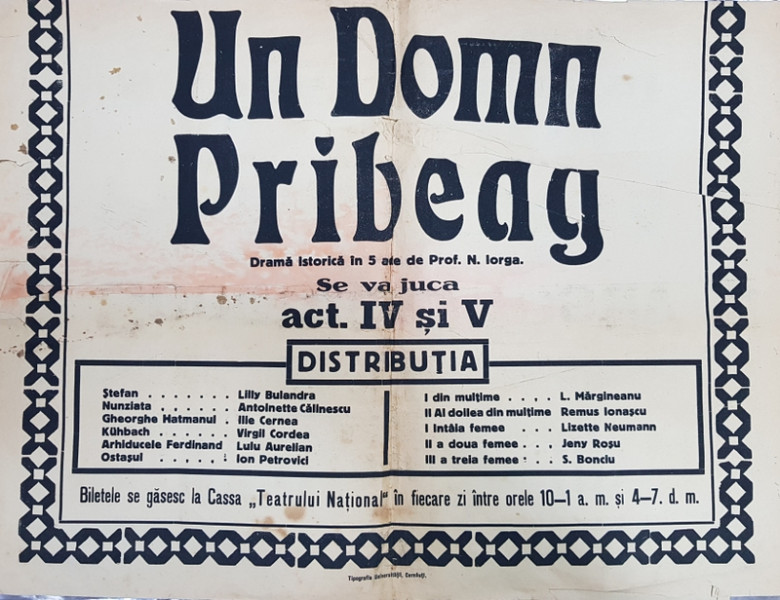 Un Domn
Pribeag
Dramă istorică în 5 acte de Prof. N. Iorga.
Se va juca
act. IV și V
DISTRIBUȚIA
Ștefan . . . . . . . Lilly Bulandra
Nunziata . . . . . . Antoinette Călinescu
Gheorghe Hatmanul . Ilie Cernea
Kühbach . . . . . . Virgil Cordea
Arhiducele Ferdinand Lulu Aurelian
Ostașul . . . . . . Ion Petrovici
I din mulțime . . . . L. Mărgineanu
II Al doilea din mulțime Remus Ionașcu
I întâia femee . . . Lizette Neumann
II a doua femee . . . Jeny Roșu
III a treia femee . . . S. Bonciu
Biletele se găsesc la Cassa „Teatrului Național" în fiecare zi între orele 10—1 a. m. și 4—7. d. m.
Tipografia Universității, Cernăuți.